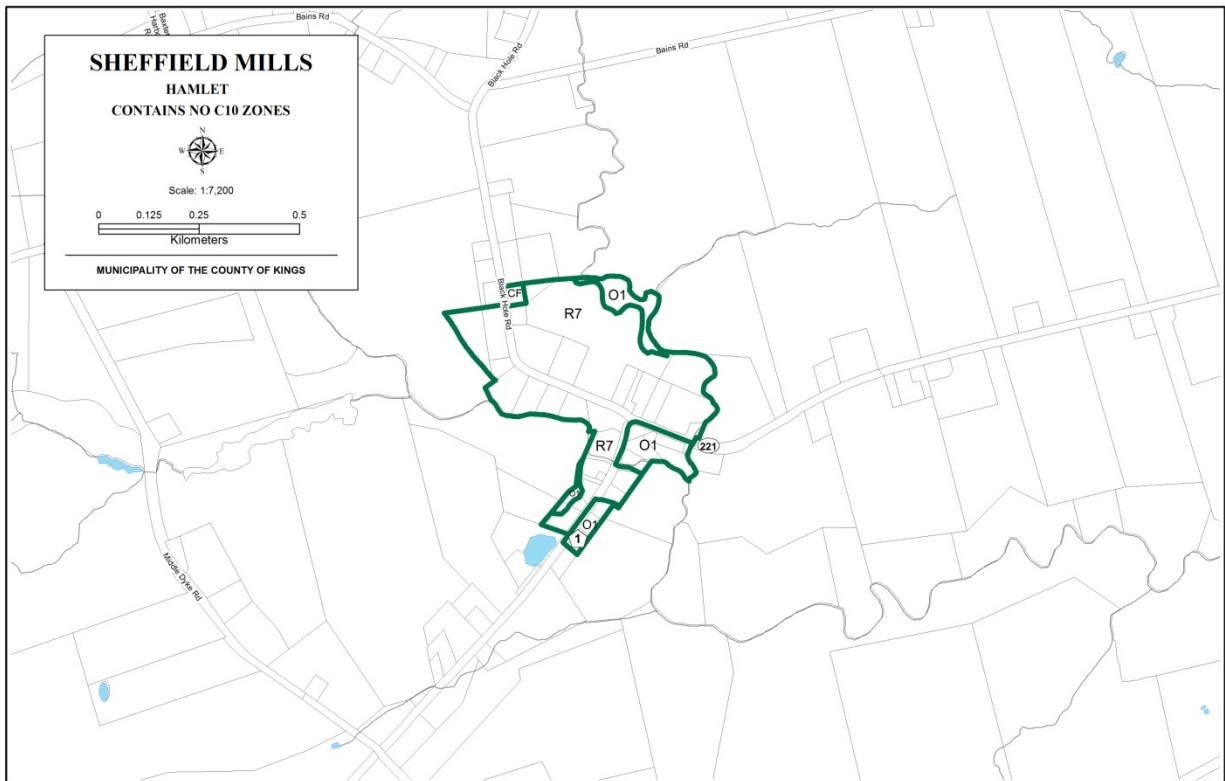 Bains Rd
Baxter
Harbo
R
Black Hole Rd
Bains Rd
SHEFFIELD MILLS
HAMLET
CONTAINS NO C10 ZONES
N
W E
S
Scale: 1:7,200
0 0.125 0.25 0.5
Kilometers
MUNICIPALITY OF THE COUNTY OF KINGS
CF
Black Hole Rd
O1
R7
R7
O1
221
O1
1
Middle Dyke Rd